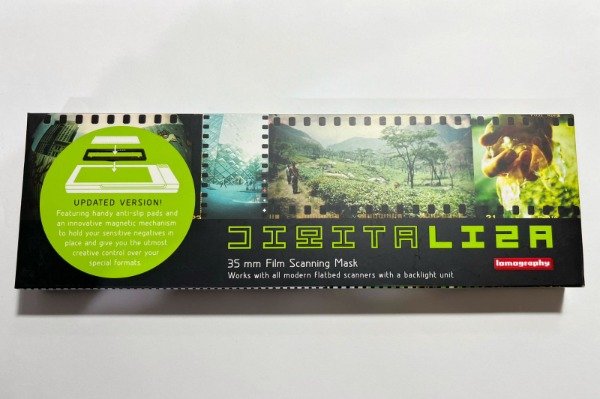 UPDATED VERSION!
Featuring handy anti-slip pads and
an innovative magnetic mechanism
to hold your sensitive negatives in
place and give you the utmost
creative control over your
special formats.
DIGITALIZA
35 mm Film Scanning Mask
Works with all modern flatbed scanners with a backlight unit
lomography